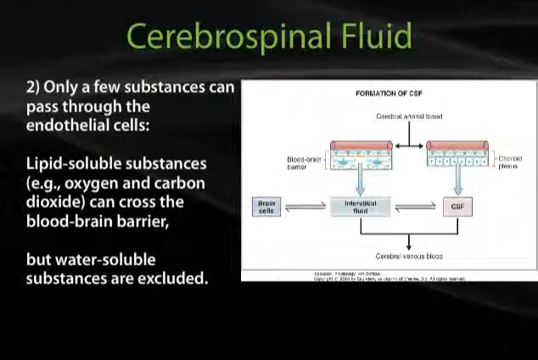 Cerebrospinal Fluid
2) Only a few substances can
pass through the
endothelial cells:
Lipid-soluble substances
(e.g., oxygen and carbon
dioxide) can cross the
blood-brain barrier,
but water-soluble
substances are excluded.
FORMATION OF CSF
Cerebral arterial blood
Blood-brain
barrier
Choroid
plexus
Brain
cells
Interstitial
fluid
CSF
Cerebral venous blood